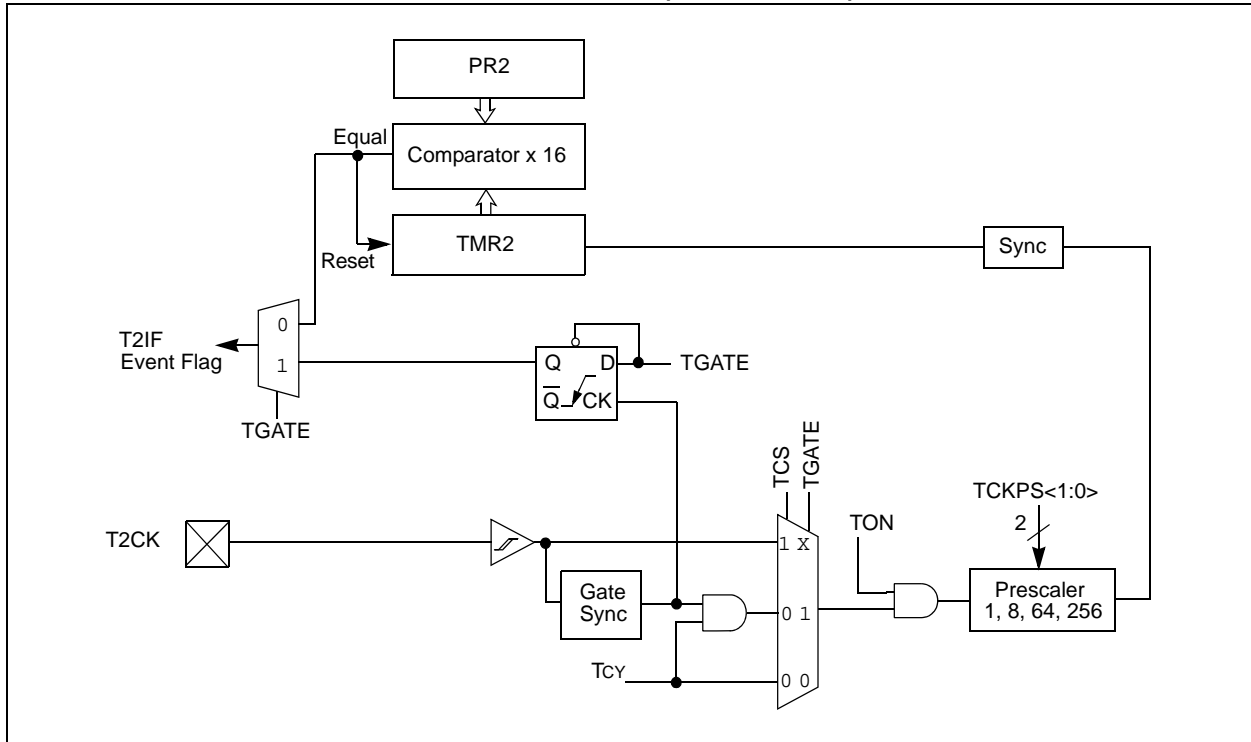 PR2
Equal
Comparator x 16
TMR2
Reset
Sync
0
T2IF
Event Flag
1
Q D
TGATE
Q̅ CK
TGATE
TCS
TGATE
TCKPS<1:0>
2
TON
T2CK
1 X
Gate
Sync
0 1
Prescaler
1, 8, 64, 256
TCY
0 0